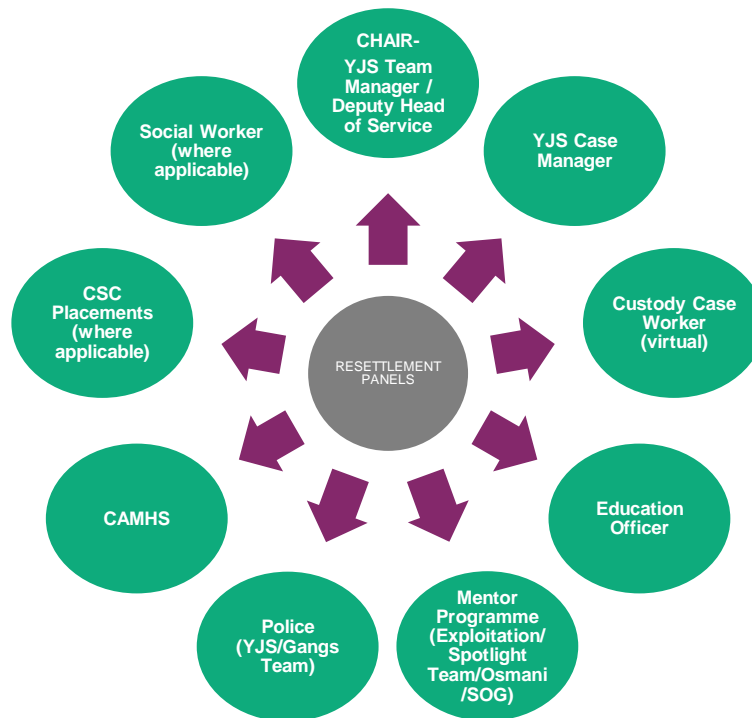 CHAIR-
YJS Team
Manager /
Deputy Head
of Service
YJS Case
Manager
Custody Case
Worker
(virtual)
Education
Officer
Mentor
Programme
(Exploitation/
Spotlight
Team/Osmani
/SOG)
Police
(YJS/Gangs
Team)
CAMHS
CSC
Placements
(where
applicable)
Social Worker
(where
applicable)
RESETTLEMENT
PANELS